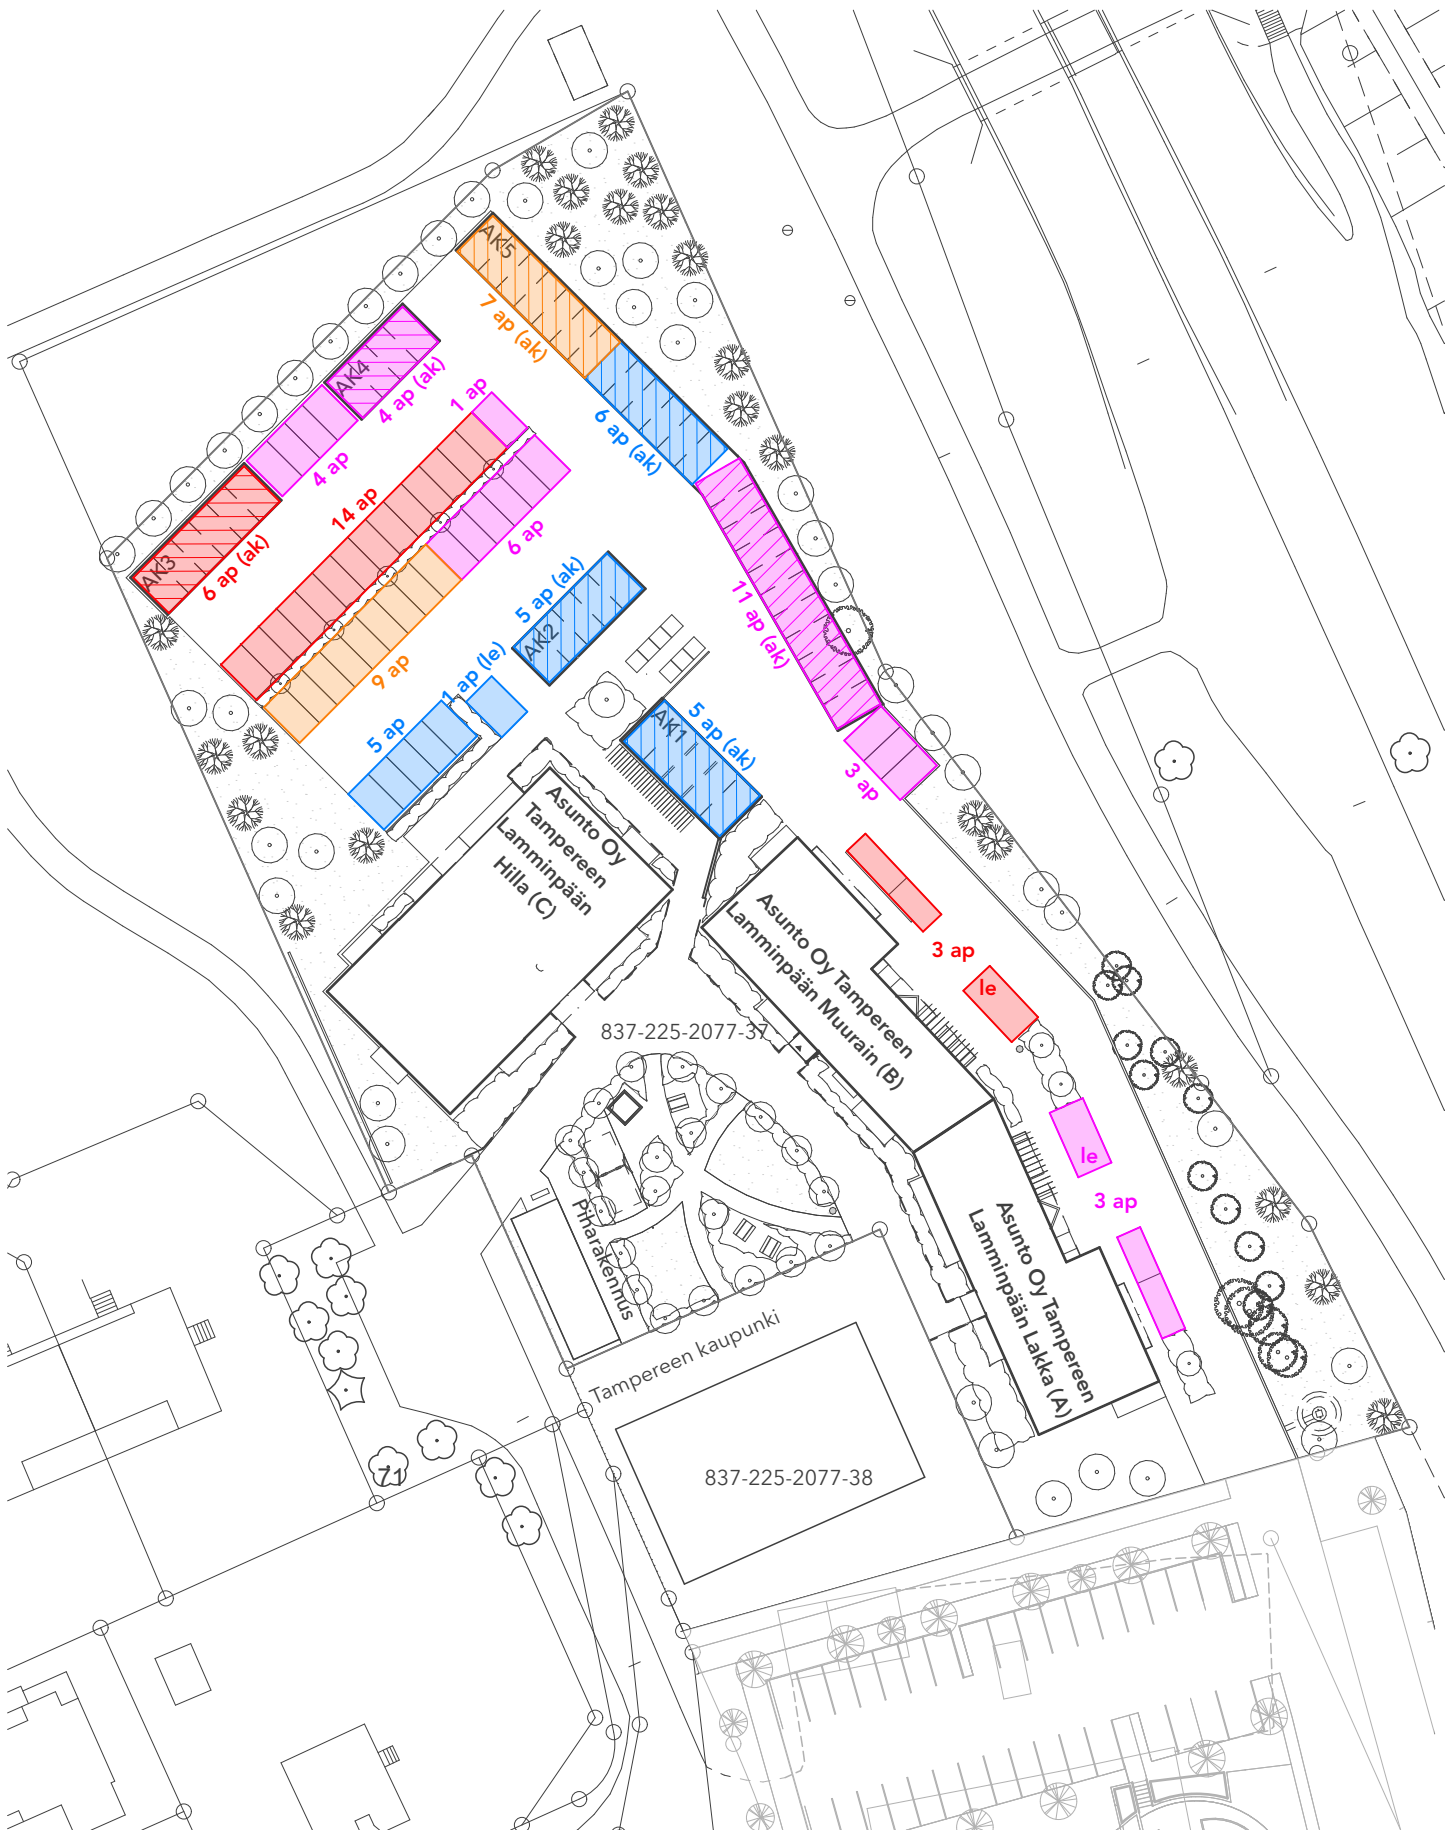 AK5
7 ap (ak)
AK4
4 ap (ak)
1 ap
6 ap (ak)
4 ap
14 ap
6 ap
AK3
6 ap (ak)
5 ap (ak)
11 ap (ak)
AK2
9 ap
1 ap (le)
5 ap
AK1
5 ap (ak)
3 ap
Asunto Oy
Tampereen
Lamminpään
Hilla (C)
Asunto Oy Tampereen
Lamminpään Muurain (B)
3 ap
le
837-225-2077-37
le
3 ap
Piharakennus
Asunto Oy Tampereen
Lamminpään Lakka (A)
Tampereen kaupunki
71
837-225-2077-38